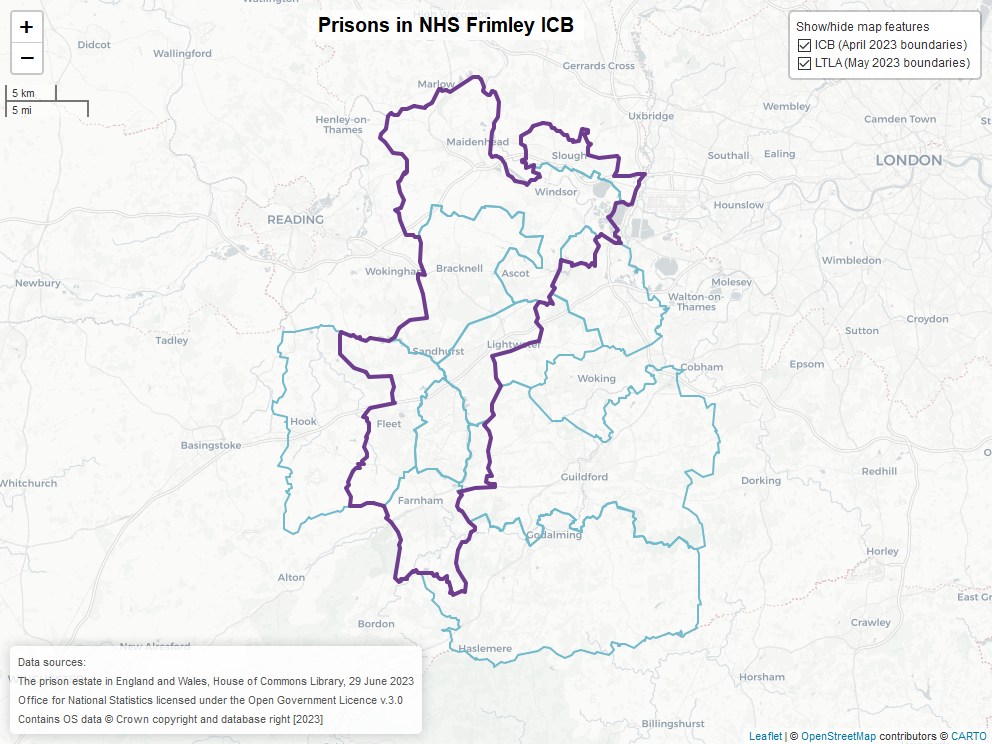 Prisons in NHS Frimley ICB
+
−
5 km
5 mi
Show/hide map features
ICB (April 2023 boundaries)
LTLA (May 2023 boundaries)
Didcot
Wallingford
Gerrards Cross
Marlow
Henley-on-
Thames
Uxbridge
Wembley
Camden Town
Maidenhead
Slough
Southall
Ealing
LONDON
Windsor
READING
Hounslow
Wokingham
Bracknell
Ascot
Wimbledon
Newbury
Molesey
Walton-on-
Thames
Croydon
Sutton
Tadley
Sandhurst
Lightwater
Epsom
Cobham
Woking
Hook
Fleet
Basingstoke
Redhill
Whitchurch
Guildford
Dorking
Farnham
Godalming
Horley
Alton
East Gr
Bordon
Crawley
New Alresford
Haslemere
Horsham
Billingshurst
Data sources:
The prison estate in England and Wales, House of Commons Library, 29 June 2023
Office for National Statistics licensed under the Open Government Licence v.3.0
Contains OS data © Crown copyright and database right [2023]
Leaflet | © OpenStreetMap contributors © CARTO